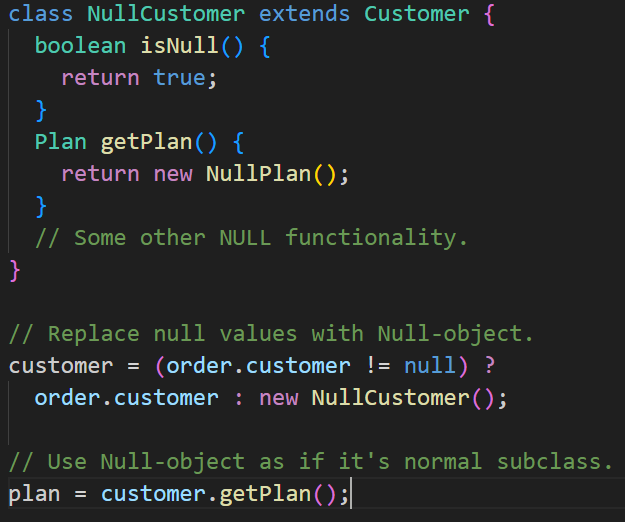 class NullCustomer extends Customer {
  boolean isNull() {
    return true;
  }
  Plan getPlan() {
    return new NullPlan();
  }
  // Some other NULL functionality.
}

// Replace null values with Null-object.
customer = (order.customer != null) ?
  order.customer : new NullCustomer();

// Use Null-object as if it's normal subclass.
plan = customer.getPlan();